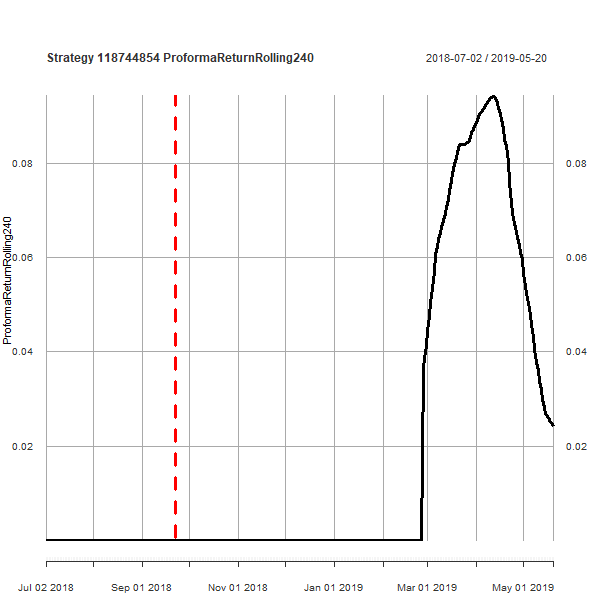 Strategy 118744854 ProformaReturnRolling240
2018-07-02 / 2019-05-20
ProformaReturnRolling240
0.08
0.06
0.04
0.02
0.08
0.06
0.04
0.02
Jul 02 2018
Sep 01 2018
Nov 01 2018
Jan 01 2019
Mar 01 2019
May 01 2019